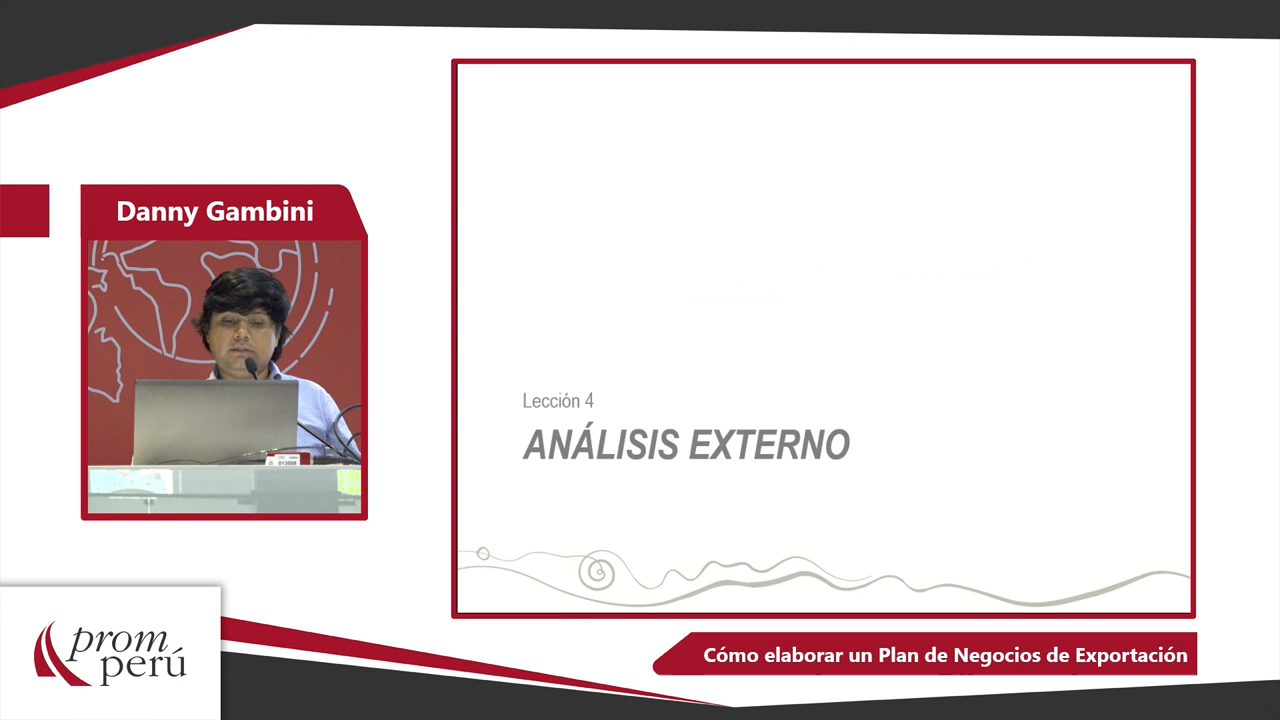 Danny Gambini
Lección 4
ANÁLISIS EXTERNO
prom
perú
Cómo elaborar un Plan de Negocios de Exportación